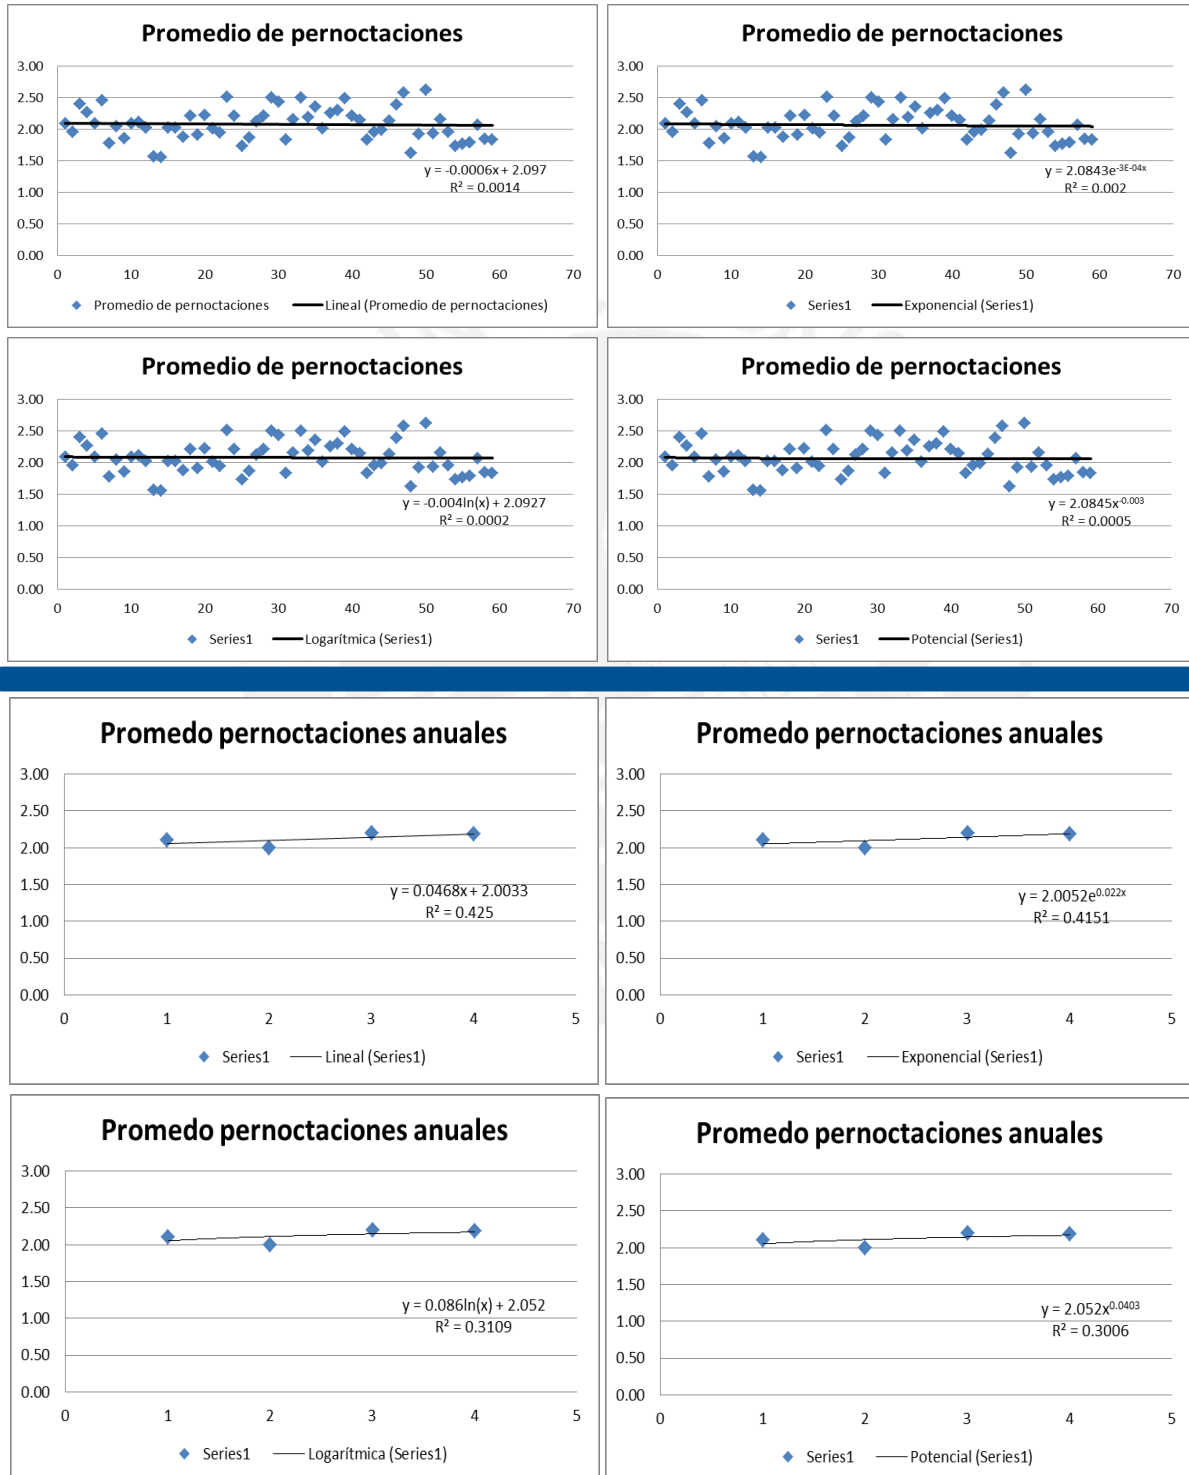 Promedio de pernoctaciones
3.00
2.50
2.00
1.50
1.00
0.50
0.00
y = -0.0006x + 2.097
R² = 0.0014
0 10 20 30 40 50 60 70
Promedio de pernoctaciones Lineal (Promedio de pernoctaciones)
Promedio de pernoctaciones
3.00
2.50
2.00
1.50
1.00
0.50
0.00
y = 2.0843e^-3E-04x
R² = 0.002
0 10 20 30 40 50 60 70
Series1 Exponencial (Series1)
Promedio de pernoctaciones
3.00
2.50
2.00
1.50
1.00
0.50
0.00
y = -0.004ln(x) + 2.0927
R² = 0.0002
0 10 20 30 40 50 60 70
Series1 Logarítmica (Series1)
Promedio de pernoctaciones
3.00
2.50
2.00
1.50
1.00
0.50
0.00
y = 2.0845x^-0.003
R² = 0.0005
0 10 20 30 40 50 60 70
Series1 Potencial (Series1)
Promedo pernoctaciones anuales
3.00
2.50
2.00
1.50
1.00
0.50
0.00
y = 0.0468x + 2.0033
R² = 0.425
0 1 2 3 4 5
Series1 Lineal (Series1)
Promedo pernoctaciones anuales
3.00
2.50
2.00
1.50
1.00
0.50
0.00
y = 2.0052e^0.022x
R² = 0.4151
0 1 2 3 4 5
Series1 Exponencial (Series1)
Promedo pernoctaciones anuales
3.00
2.50
2.00
1.50
1.00
0.50
0.00
y = 0.086ln(x) + 2.052
R² = 0.3109
0 1 2 3 4 5
Series1 Logarítmica (Series1)
Promedo pernoctaciones anuales
3.00
2.50
2.00
1.50
1.00
0.50
0.00
y = 2.052x^0.0403
R² = 0.3006
0 1 2 3 4 5
Series1 Potencial (Series1)